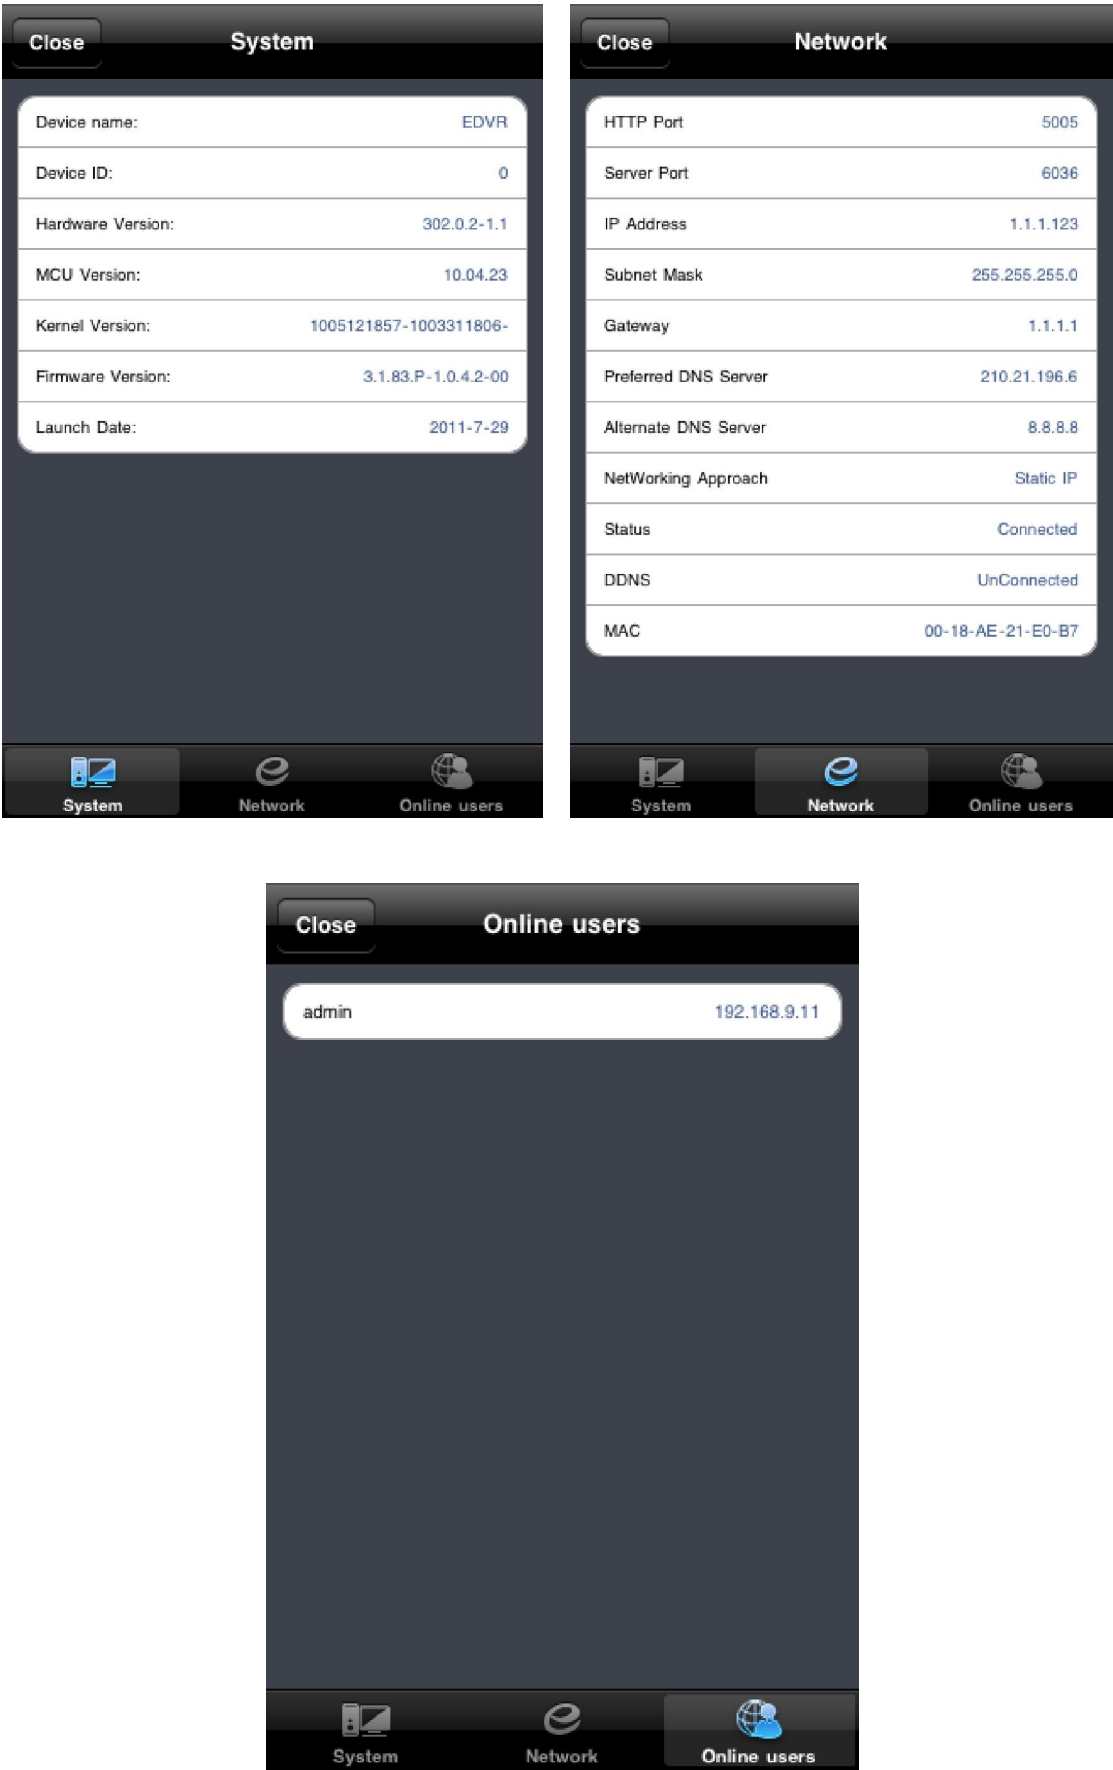 Close System
Device name: EDVR
Device ID: 0
Hardware Version: 302.0.2-1.1
MCU Version: 10.04.23
Kernel Version: 1005121857-1003311806-
Firmware Version: 3.1.83.P-1.0.4.2-00
Launch Date: 2011-7-29
System Network Online users
Close Network
HTTP Port 5005
Server Port 6036
IP Address 1.1.1.123
Subnet Mask 255.255.255.0
Gateway 1.1.1.1
Preferred DNS Server 210.21.196.6
Alternate DNS Server 8.8.8.8
NetWorking Approach Static IP
Status Connected
DDNS UnConnected
MAC 00-18-AE-21-E0-B7
System Network Online users
Close Online users
admin 192.168.9.11
System Network Online users